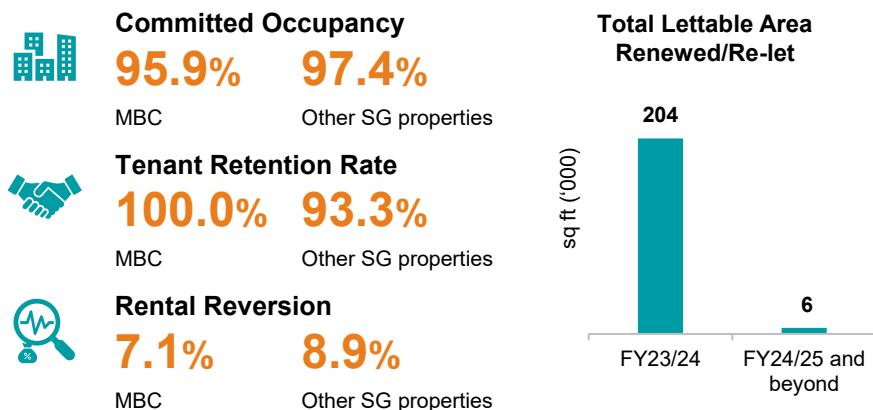 Committed Occupancy
95.9% 97.4%
MBC Other SG properties
Tenant Retention Rate
100.0% 93.3%
MBC Other SG properties
Rental Reversion
7.1% 8.9%
MBC Other SG properties
Total Lettable Area
Renewed/Re-let
sq ft (‘000)
204
6
FY23/24 FY24/25 and
beyond
%